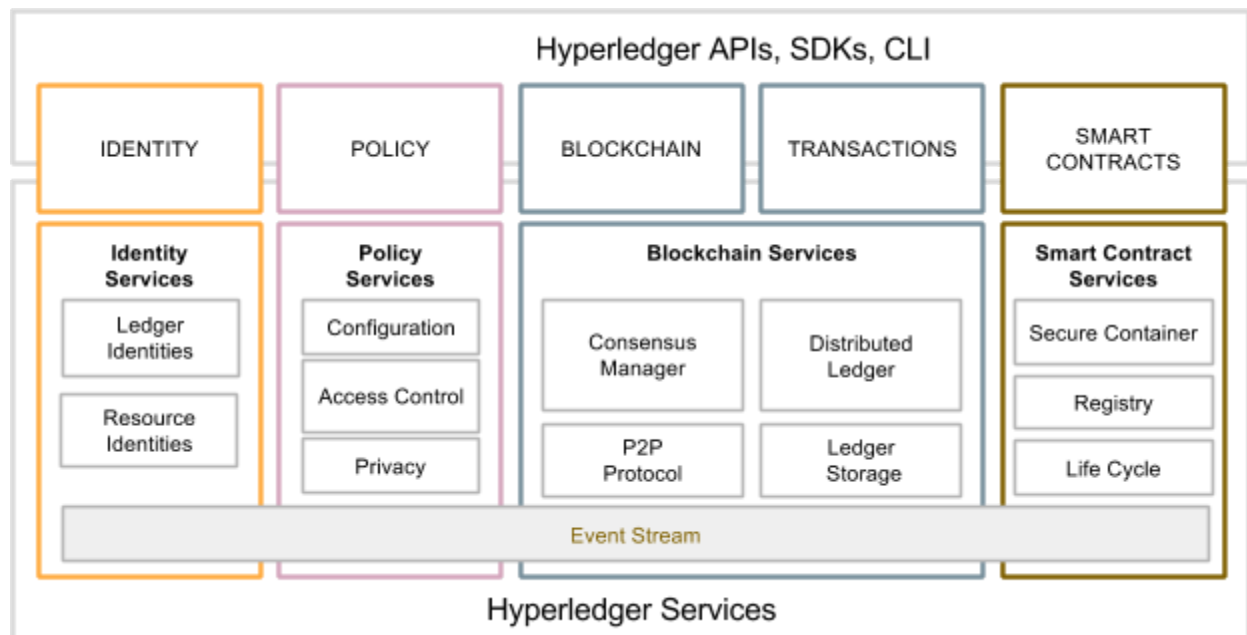 Hyperledger APIs, SDKs, CLI
IDENTITY
POLICY
BLOCKCHAIN
TRANSACTIONS
SMART
CONTRACTS
Identity
Services
Ledger
Identities
Resource
Identities
Policy
Services
Configuration
Access Control
Privacy
Blockchain Services
Consensus
Manager
Distributed
Ledger
P2P
Protocol
Ledger
Storage
Smart Contract
Services
Secure Container
Registry
Life Cycle
Event Stream
Hyperledger Services